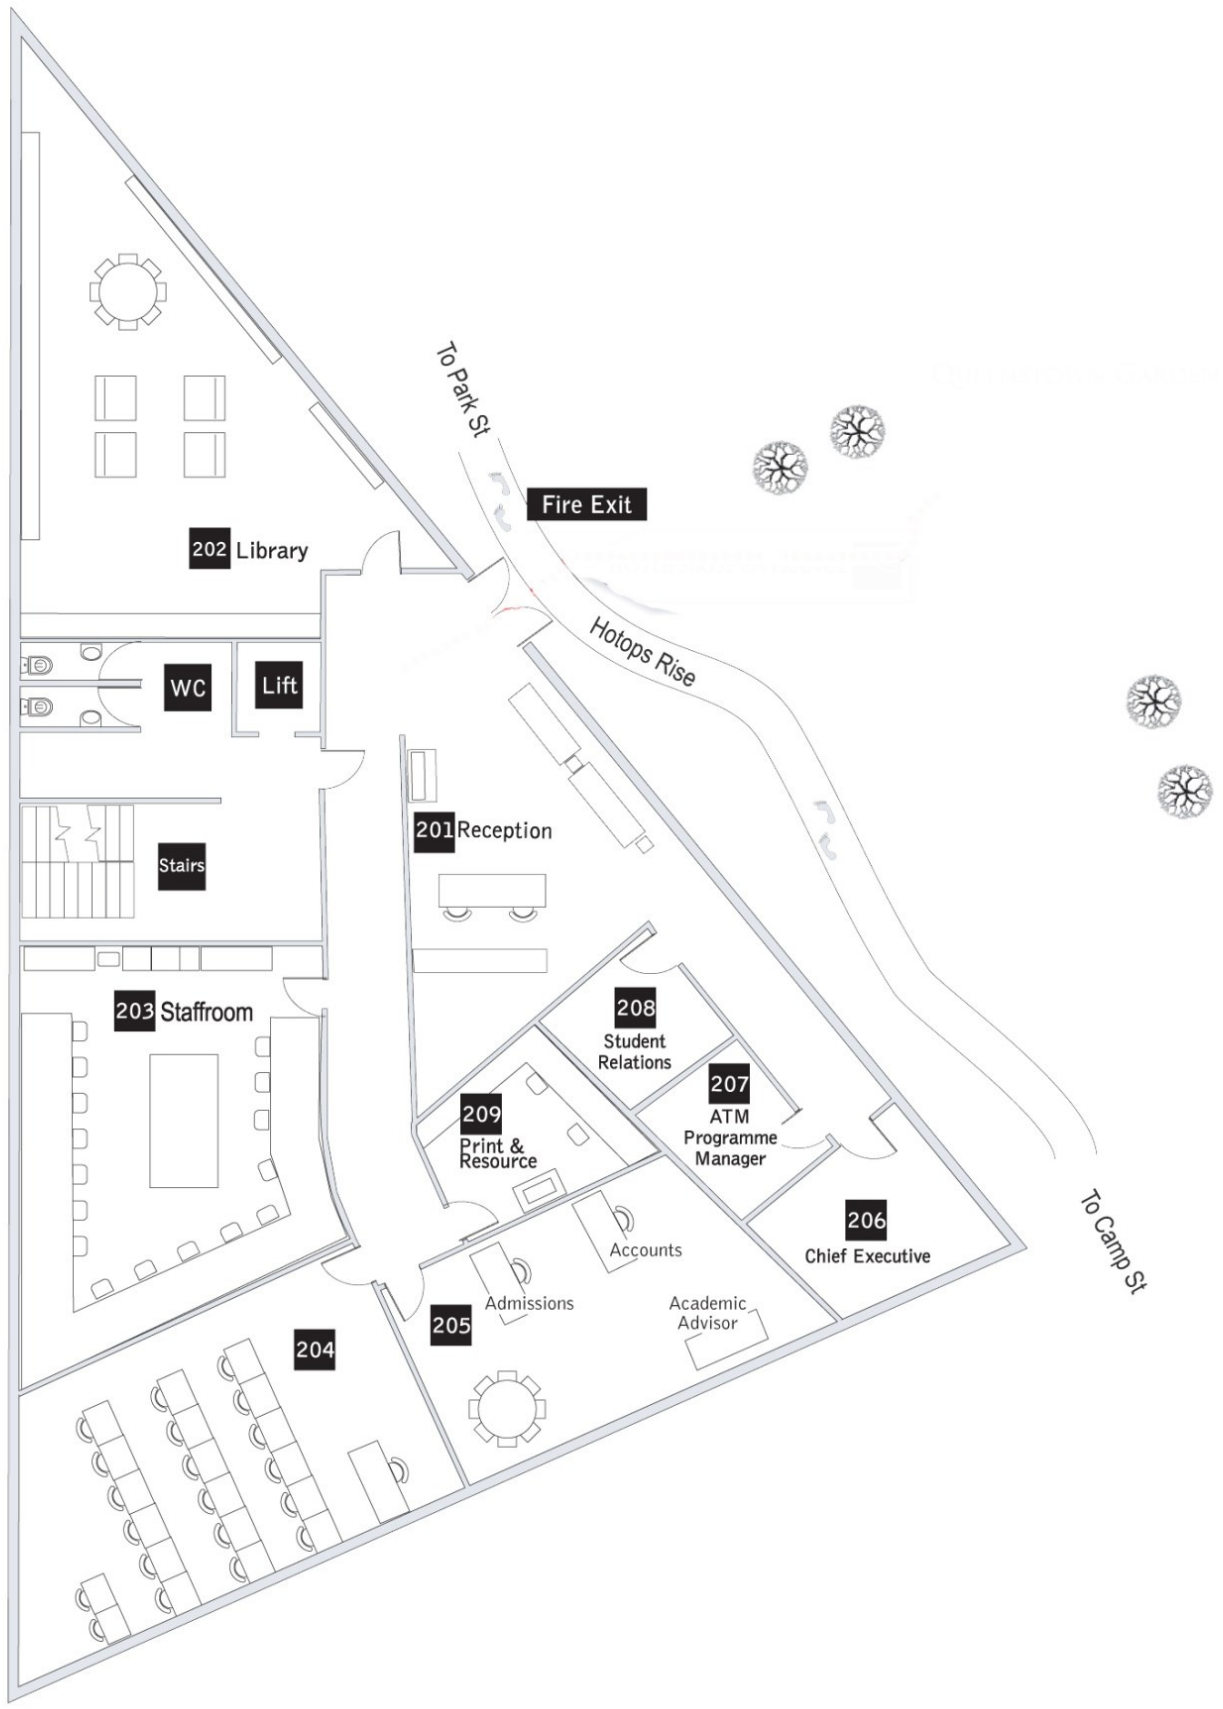 To Park St
Fire Exit
202 Library
Hotops Rise
WC
Lift
201 Reception
Stairs
203 Staffroom
208
Student
Relations
207
ATM
Programme
Manager
209
Print &
Resource
206
Chief Executive
To Camp St
Accounts
Admissions
Academic
Advisor
205
204